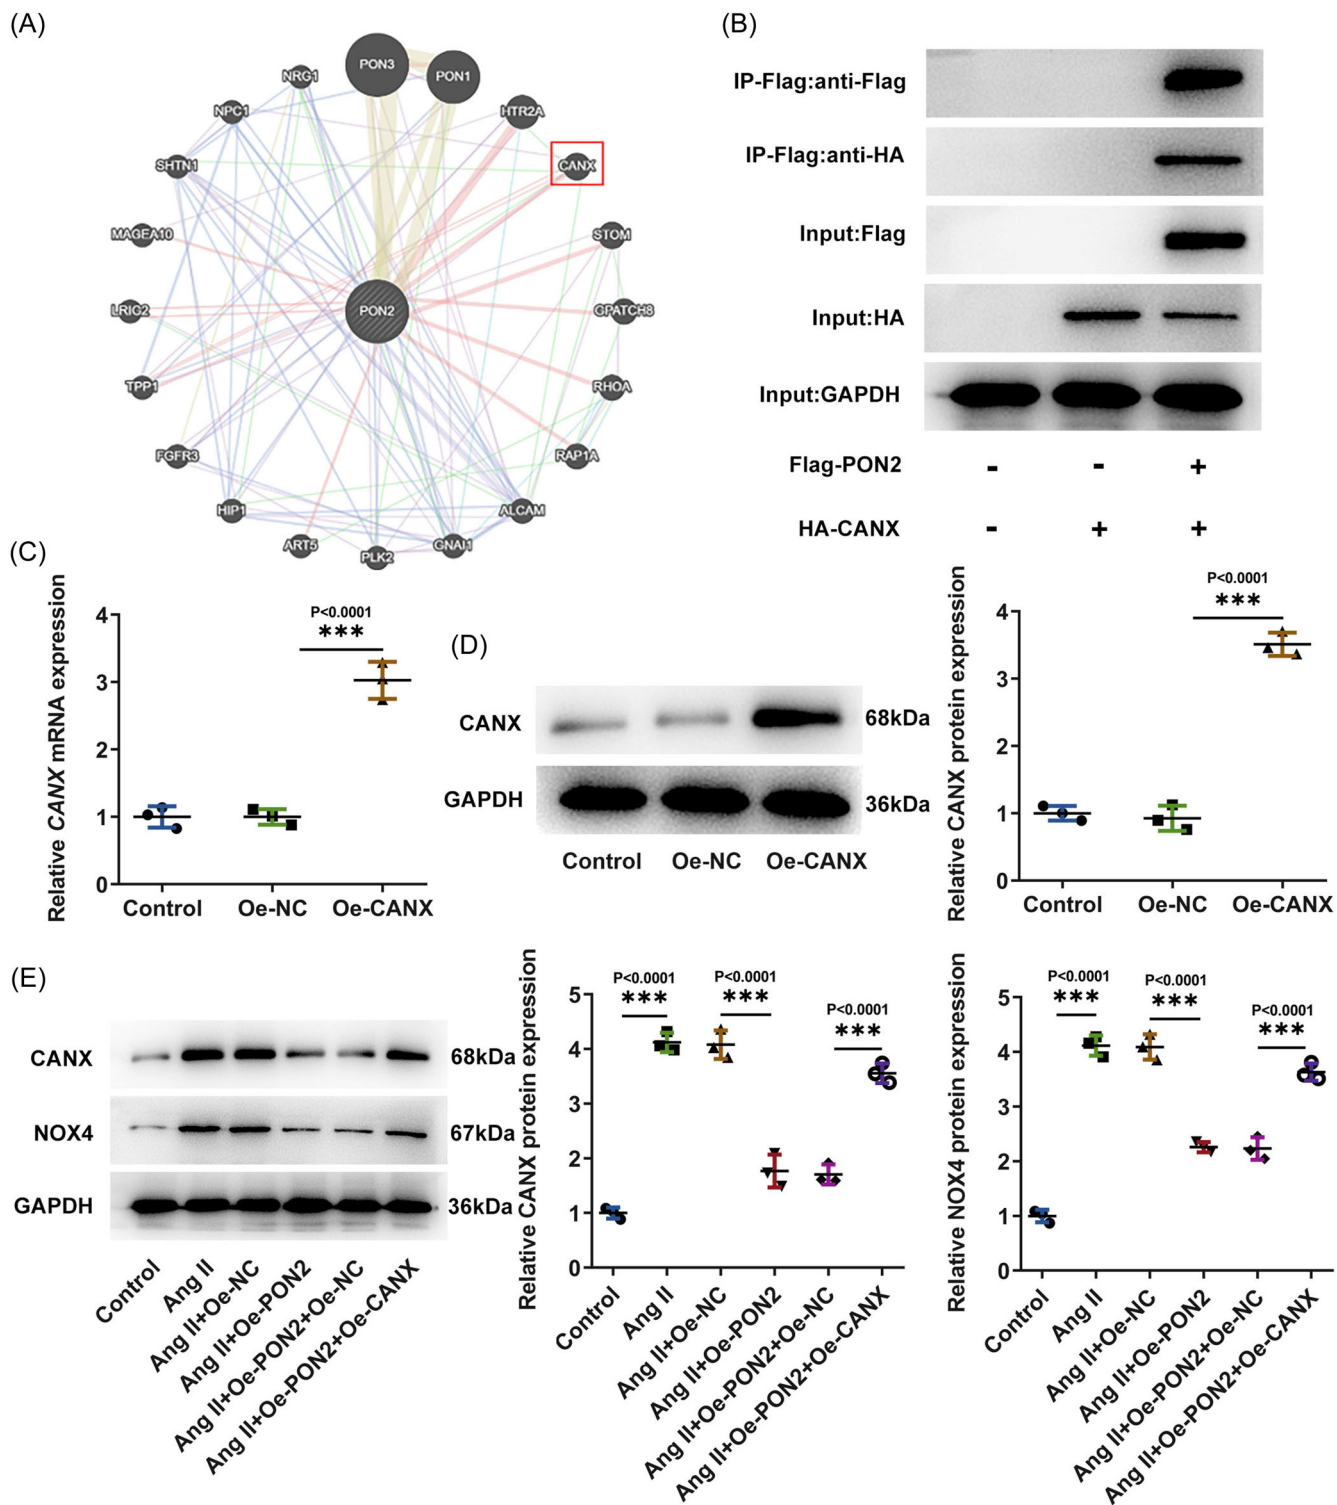 (A)
PON3
PON1
NRG1
NPC1
HTR2A
SHTN1
CANX
MAGEA10
STOM
LRIG2
PON2
GPATCH8
TPP1
RHOA
FGFR3
RAP1A
HIP1
ALCAM
ART5
PLK2
GNAI1
(B)
IP-Flag:anti-Flag
IP-Flag:anti-HA
Input:Flag
Input:HA
Input:GAPDH
Flag-PON2 - - +
HA-CANX - + +
(C)
Relative CANX mRNA expression
4
3
2
1
0
P<0.0001
***
Control Oe-NC Oe-CANX
(D)
CANX 68kDa
GAPDH 36kDa
Control Oe-NC Oe-CANX
Relative CANX protein expression
4
3
2
1
0
P<0.0001
***
Control Oe-NC Oe-CANX
(E)
CANX 68kDa
NOX4 67kDa
GAPDH 36kDa
Control
Ang II
Ang II+Oe-NC
Ang II+Oe-PON2
Ang II+Oe-PON2+Oe-NC
Ang II+Oe-PON2+Oe-CANX
Relative CANX protein expression
5
4
3
2
1
0
P<0.0001
***
P<0.0001
***
P<0.0001
***
Control
Ang II
Ang II+Oe-NC
Ang II+Oe-PON2
Ang II+Oe-PON2+Oe-NC
Ang II+Oe-PON2+Oe-CANX
Relative NOX4 protein expression
5
4
3
2
1
0
P<0.0001
***
P<0.0001
***
P<0.0001
***
Control
Ang II
Ang II+Oe-NC
Ang II+Oe-PON2
Ang II+Oe-PON2+Oe-NC
Ang II+Oe-PON2+Oe-CANX